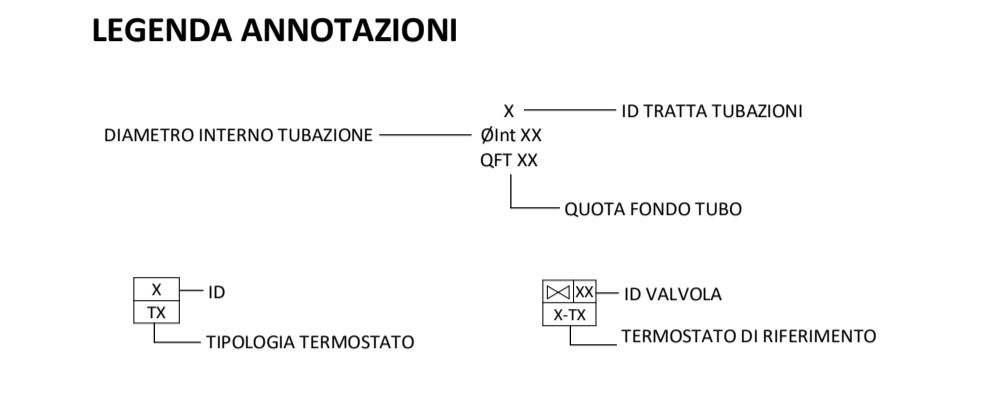 LEGENDA ANNOTAZIONI
X
ID TRATTA TUBAZIONI
DIAMETRO INTERNO TUBAZIONE
ØInt XX
QFT XX
QUOTA FONDO TUBO
X
ID
TX
TIPOLOGIA TERMOSTATO
XX
ID VALVOLA
X-TX
TERMOSTATO DI RIFERIMENTO